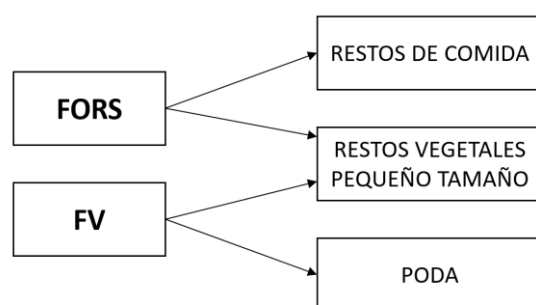 FORS
FV
RESTOS DE COMIDA
RESTOS VEGETALES
PEQUEÑO TAMAÑO
PODA